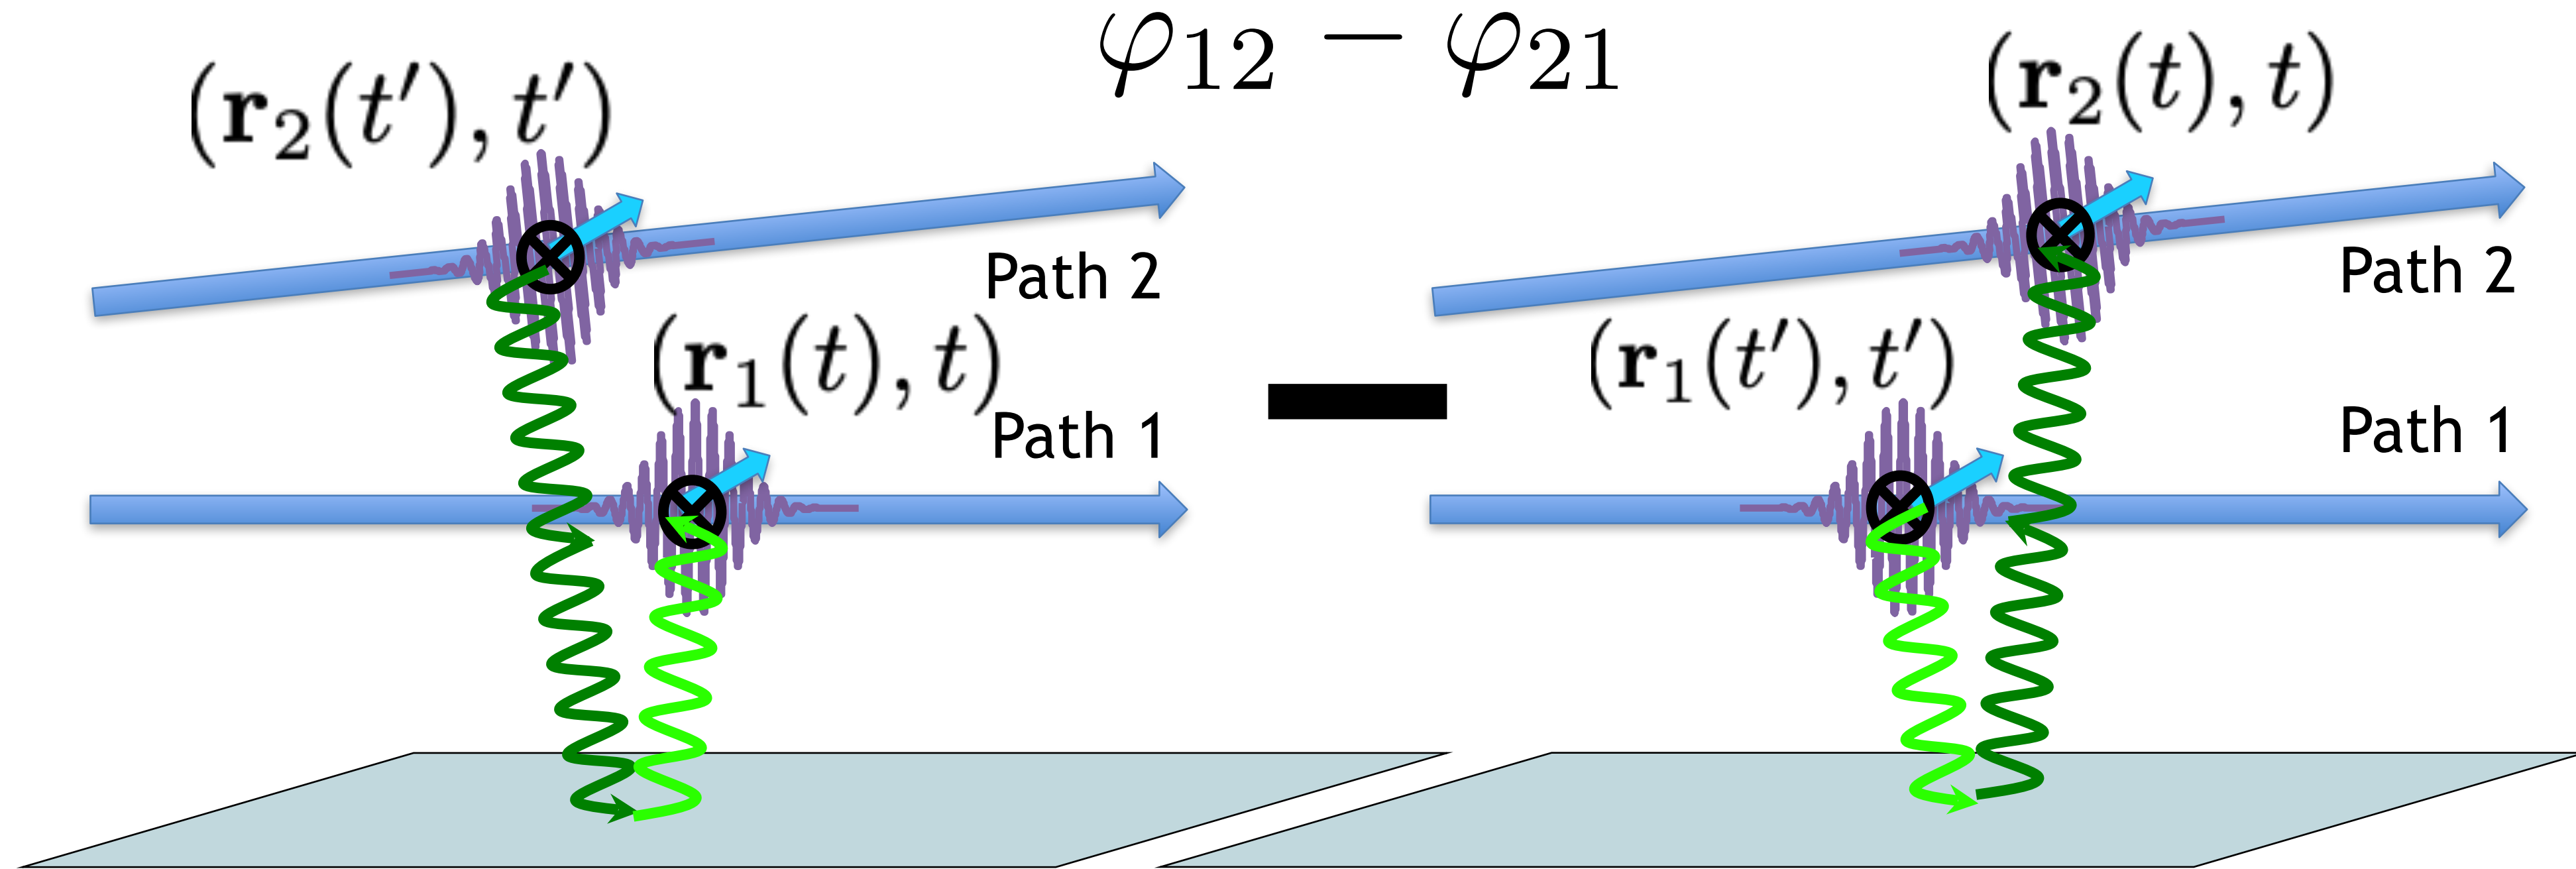 φ₁₂ − φ₂₁
(r₂(t′), t′)
(r₂(t), t)
Path 2
Path 2
(r₁(t), t)
(r₁(t′), t′)
Path 1
Path 1